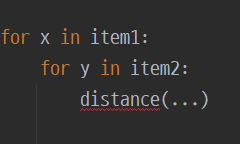 for x in item1:
    for y in item2:
        distance(...)